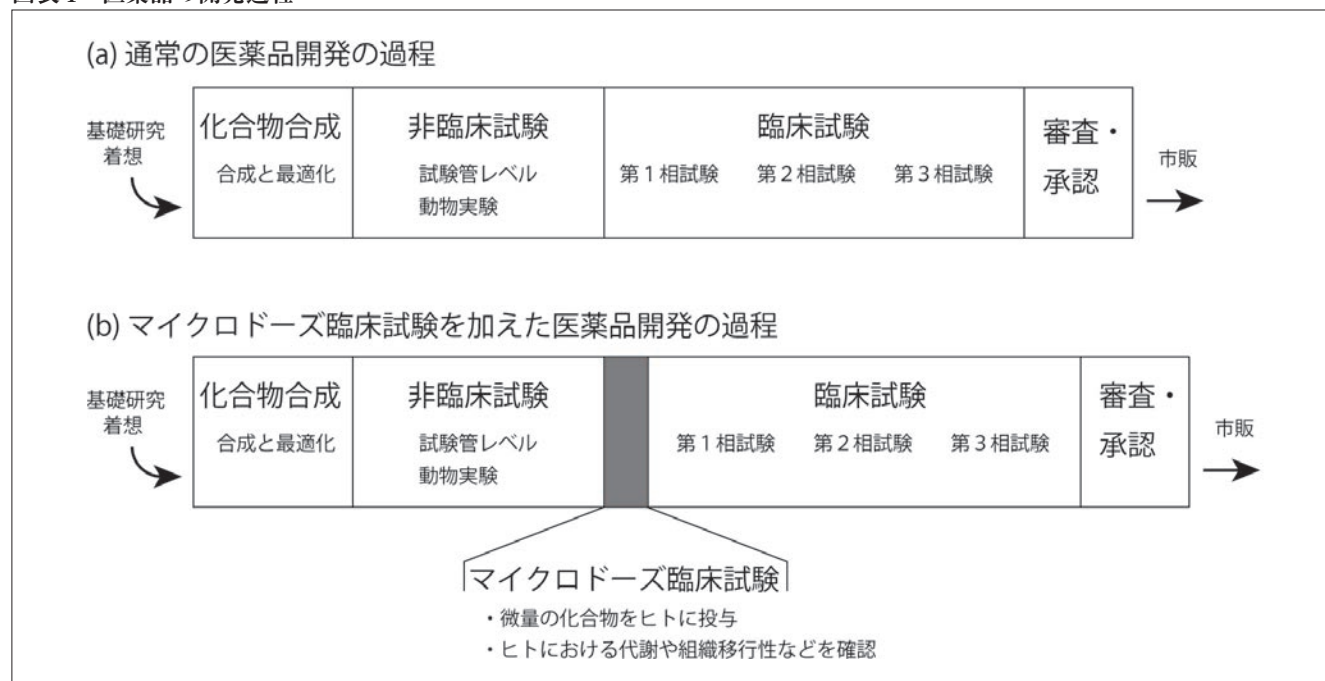 (a) 通常の医薬品開発の過程
基礎研究
着想
化合物合成
合成と最適化
非臨床試験
試験管レベル
動物実験
臨床試験
第１相試験 第２相試験 第３相試験
審査・
承認
市販
(b) マイクロドーズ臨床試験を加えた医薬品開発の過程
基礎研究
着想
化合物合成
合成と最適化
非臨床試験
試験管レベル
動物実験
臨床試験
第１相試験 第２相試験 第３相試験
審査・
承認
市販
マイクロドーズ臨床試験
・微量の化合物をヒトに投与
・ヒトにおける代謝や組織移行性などを確認